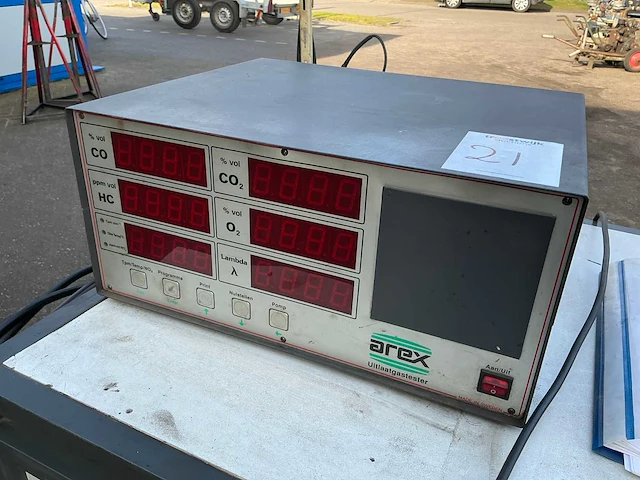 % vol
CO
% vol
CO₂
ppm vol
HC
% vol
O₂
Lambda
λ
Programma
Print
Nulstellen
Pomp
arex
Uitlaatgastester
Aan/Uit
21